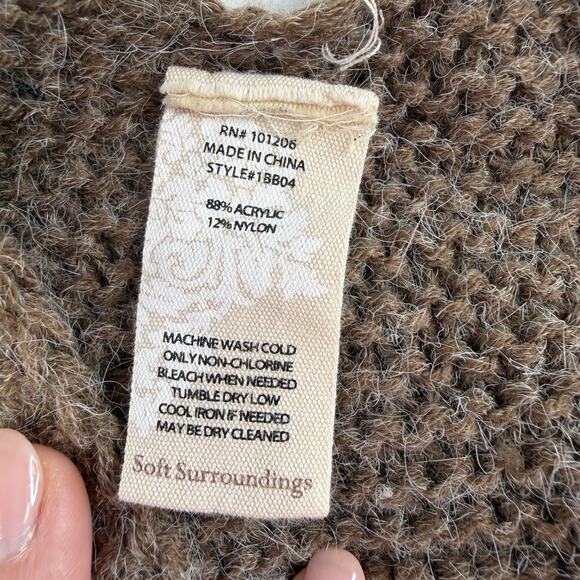 RN# 101206
MADE IN CHINA
STYLE#1BB04
88% ACRYLIC
12% NYLON
MACHINE WASH COLD
ONLY NON-CHLORINE
BLEACH WHEN NEEDED
TUMBLE DRY LOW
COOL IRON IF NEEDED
MAY BE DRY CLEANED
Soft Surroundings